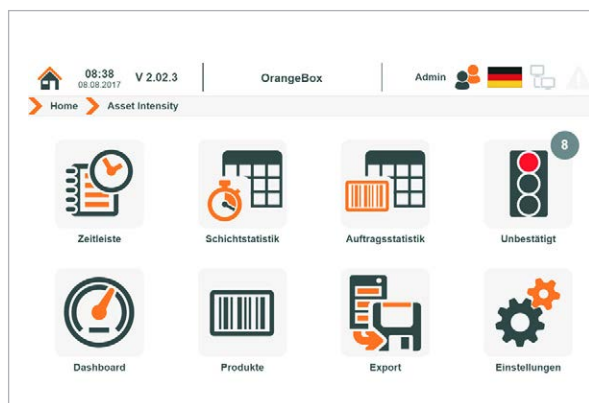 08:38
08.08.2017
V 2.02.3
OrangeBox
Admin
Home
Asset Intensity
8
Zeitleiste
Schichtstatistik
Auftragsstatistik
Unbestätigt
Dashboard
Produkte
Export
Einstellungen